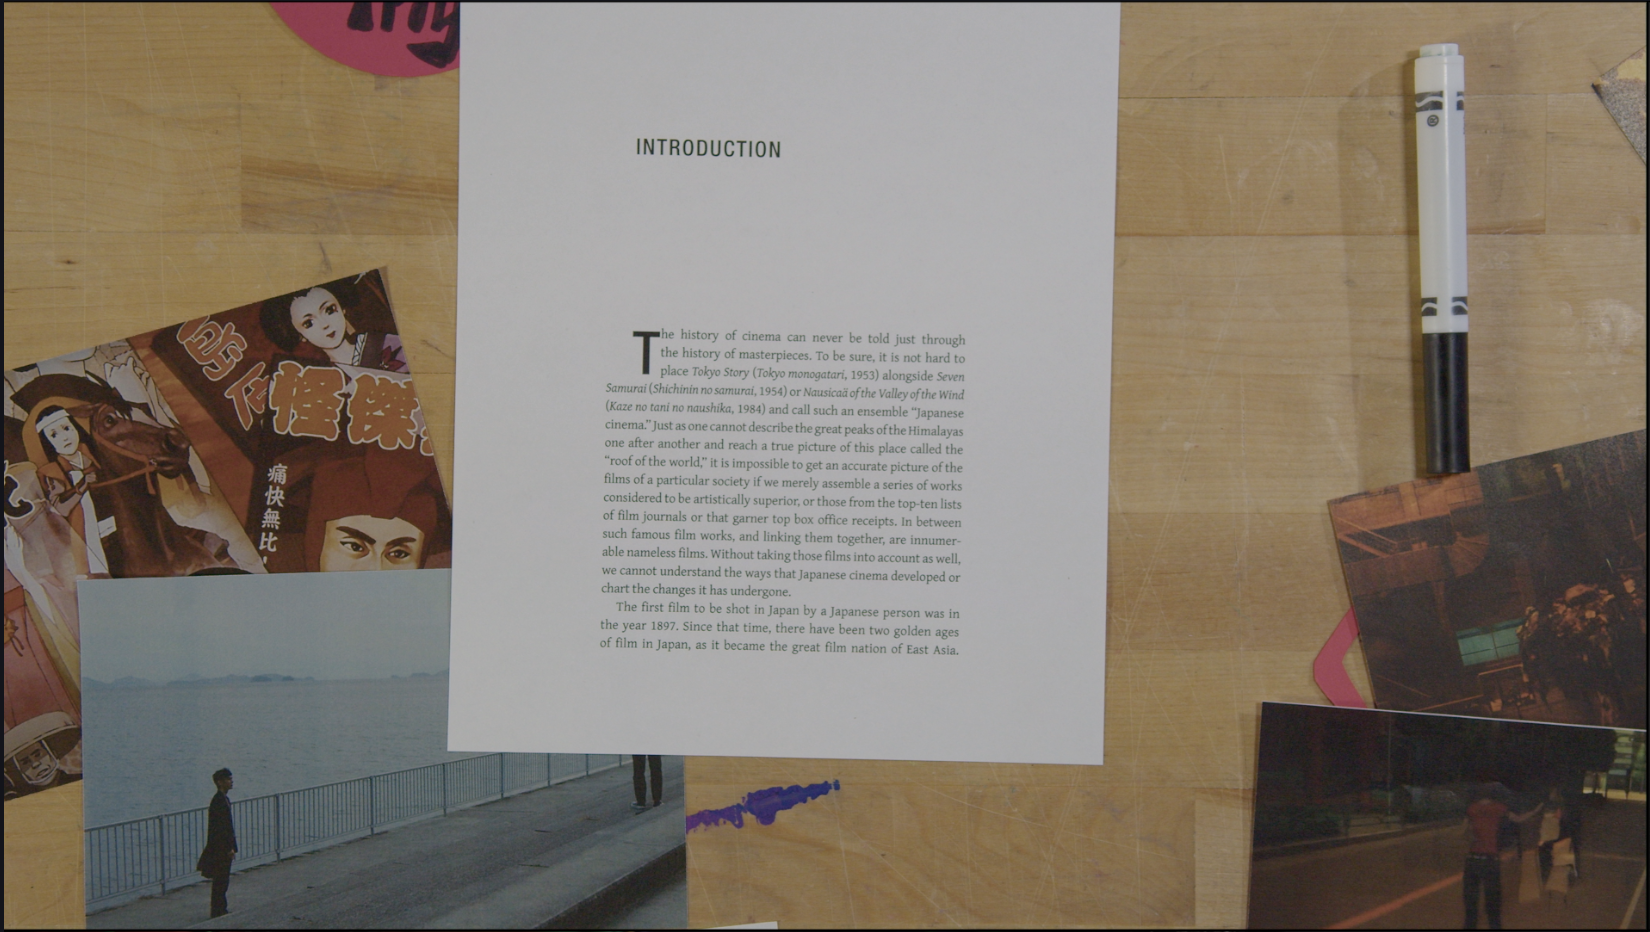 INTRODUCTION
The history of cinema can never be told just through
the history of masterpieces. To be sure, it is not hard to
place Tokyo Story (Tokyo monogatari, 1953) alongside Seven
Samurai (Shichinin no samurai, 1954) or Nausicaä of the Valley of the Wind
(Kaze no tani no naushika, 1984) and call such an ensemble “Japanese
cinema.” Just as one cannot describe the great peaks of the Himalayas
one after another and reach a true picture of this place called the
“roof of the world,” it is impossible to get an accurate picture of the
films of a particular society if we merely assemble a series of works
considered to be artistically superior, or those from the top-ten lists
of film journals or that garner top box office receipts. In between
such famous film works, and linking them together, are innumer-
able nameless films. Without taking those films into account as well,
we cannot understand the ways that Japanese cinema developed or
chart the changes it has undergone.
The first film to be shot in Japan by a Japanese person was in
the year 1897. Since that time, there have been two golden ages
of film in Japan, as it became the great film nation of East Asia.
怪傑
痛快無比!